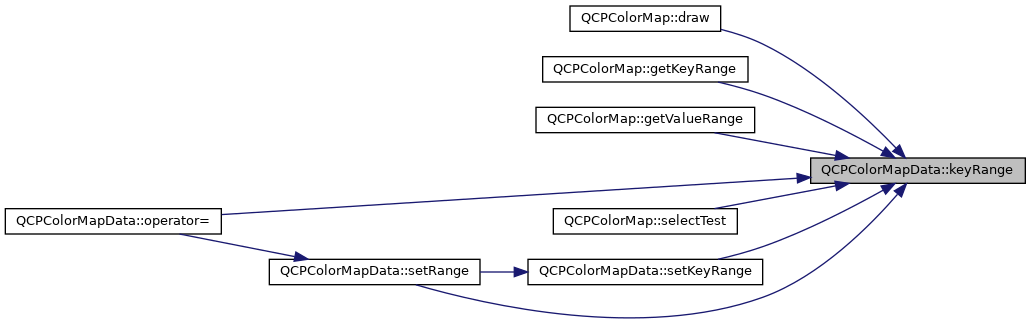 QCPColorMap::draw
QCPColorMap::getKeyRange
QCPColorMap::getValueRange
QCPColorMapData::keyRange
QCPColorMapData::operator=
QCPColorMap::selectTest
QCPColorMapData::setRange
QCPColorMapData::setKeyRange